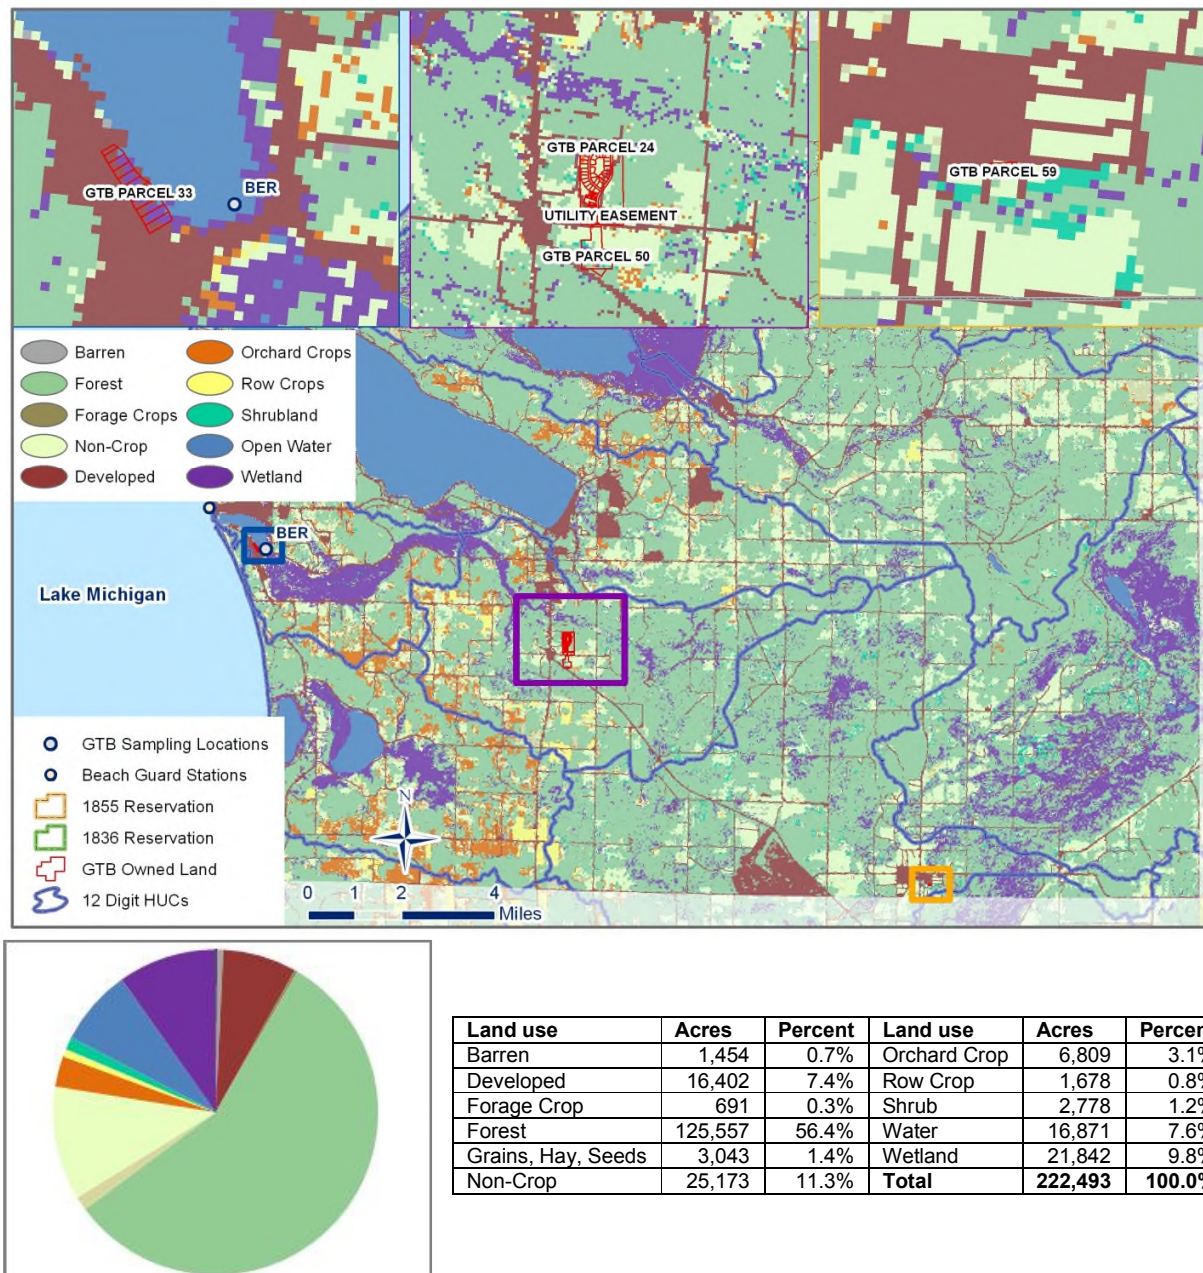 GTB PARCEL 33
BER
GTB PARCEL 24
UTILITY EASEMENT
GTB PARCEL 50
GTB PARCEL 59
Barren
Forest
Forage Crops
Non-Crop
Developed
Orchard Crops
Row Crops
Shrubland
Open Water
Wetland
BER
Lake Michigan
GTB Sampling Locations
Beach Guard Stations
1855 Reservation
1836 Reservation
GTB Owned Land
12 Digit HUCs
N
0 1 2 4
Miles
Land use Acres Percent Land use Acres Percen
Barren 1,454 0.7% Orchard Crop 6,809 3.1%
Developed 16,402 7.4% Row Crop 1,678 0.8%
Forage Crop 691 0.3% Shrub 2,778 1.2%
Forest 125,557 56.4% Water 16,871 7.6%
Grains, Hay, Seeds 3,043 1.4% Wetland 21,842 9.8%
Non-Crop 25,173 11.3% Total 222,493 100.0%